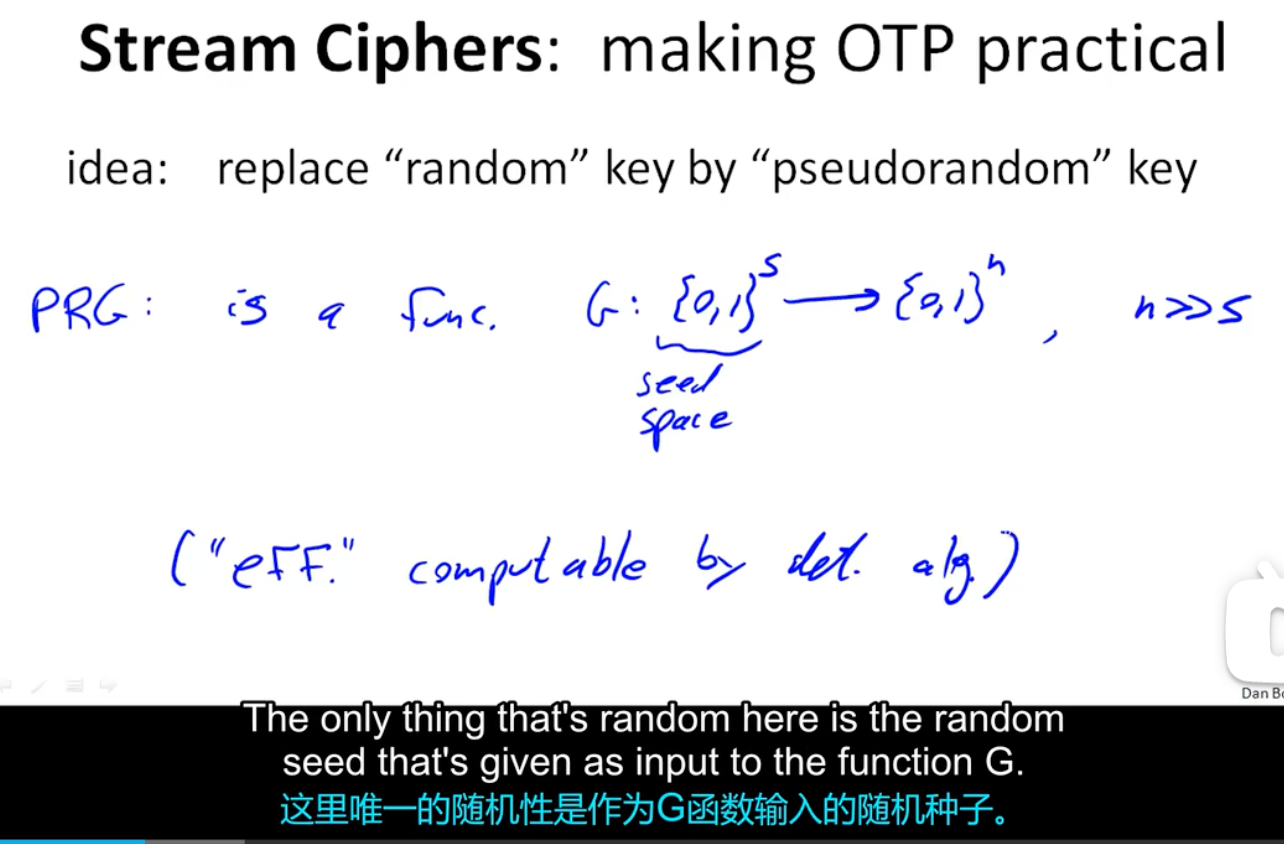 Stream Ciphers: making OTP practical
idea: replace “random” key by “pseudorandom” key
PRG: is a func. G: {0,1}^s → {0,1}^n, n>>s
seed
space
("eff." computable by det. alg.)
Dan Bo
The only thing that's random here is the random
seed that's given as input to the function G.
这里唯一的随机性是作为G函数输入的随机种子。